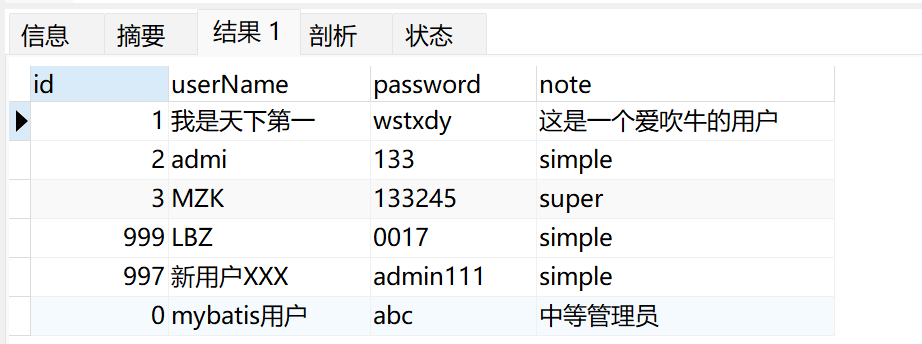 信息 摘要 结果 1 剖析 状态
id userName password note
1 我是天下第一 wstxdy 这是一个爱吹牛的用户
2 admi 133 simple
3 MZK 133245 super
999 LBZ 0017 simple
997 新用户XXX admin111 simple
0 mybatis用户 abc 中等管理员